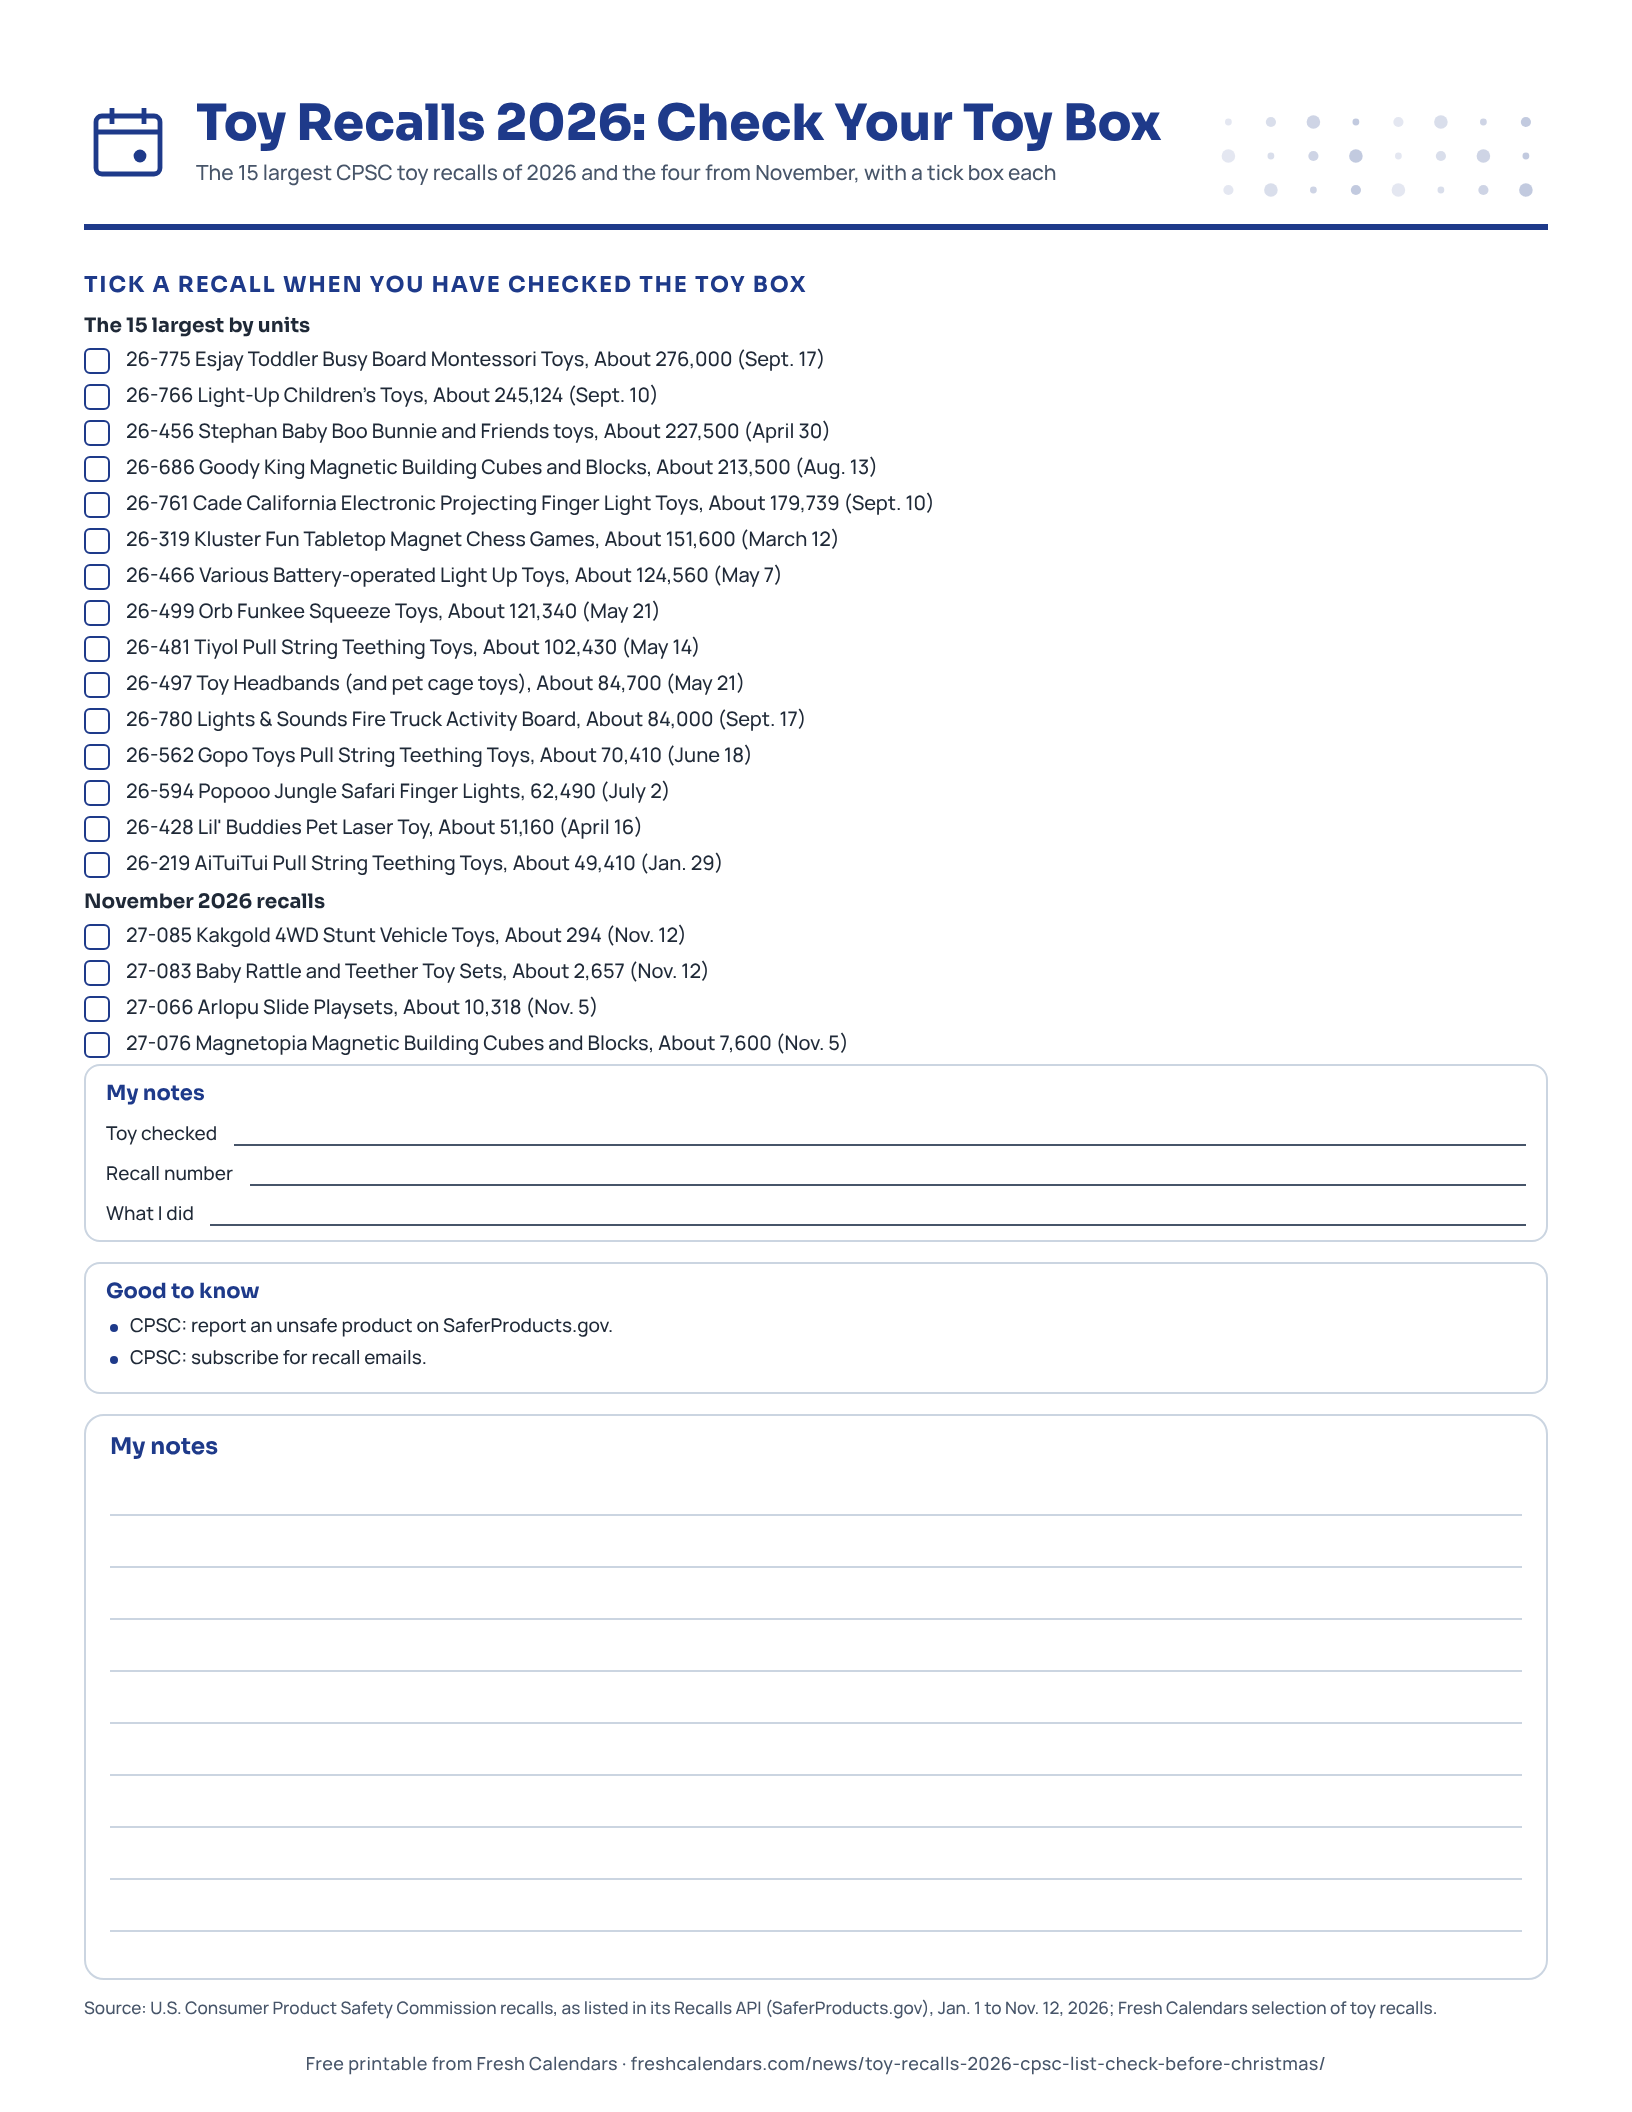 Toy Recalls 2026: Check Your Toy Box
The 15 largest CPSC toy recalls of 2026 and the four from November, with a tick box each
TICK A RECALL WHEN YOU HAVE CHECKED THE TOY BOX
The 15 largest by units
26-775 Esjay Toddler Busy Board Montessori Toys, About 276,000 (Sept. 17)
26-766 Light-Up Children’s Toys, About 245,124 (Sept. 10)
26-456 Stephan Baby Boo Bunnie and Friends toys, About 227,500 (April 30)
26-686 Goody King Magnetic Building Cubes and Blocks, About 213,500 (Aug. 13)
26-761 Cade California Electronic Projecting Finger Light Toys, About 179,739 (Sept. 10)
26-319 Kluster Fun Tabletop Magnet Chess Games, About 151,600 (March 12)
26-466 Various Battery-operated Light Up Toys, About 124,560 (May 7)
26-499 Orb Funkee Squeeze Toys, About 121,340 (May 21)
26-481 Tiyol Pull String Teething Toys, About 102,430 (May 14)
26-497 Toy Headbands (and pet cage toys), About 84,700 (May 21)
26-780 Lights & Sounds Fire Truck Activity Board, About 84,000 (Sept. 17)
26-562 Gopo Toys Pull String Teething Toys, About 70,410 (June 18)
26-594 Popooo Jungle Safari Finger Lights, 62,490 (July 2)
26-428 Lil' Buddies Pet Laser Toy, About 51,160 (April 16)
26-219 AiTuiTui Pull String Teething Toys, About 49,410 (Jan. 29)
November 2026 recalls
27-085 Kakgold 4WD Stunt Vehicle Toys, About 294 (Nov. 12)
27-083 Baby Rattle and Teether Toy Sets, About 2,657 (Nov. 12)
27-066 Arlopu Slide Playsets, About 10,318 (Nov. 5)
27-076 Magnetopia Magnetic Building Cubes and Blocks, About 7,600 (Nov. 5)
My notes
Toy checked
Recall number
What I did
Good to know
• CPSC: report an unsafe product on SaferProducts.gov.
• CPSC: subscribe for recall emails.
My notes
Source: U.S. Consumer Product Safety Commission recalls, as listed in its Recalls API (SaferProducts.gov), Jan. 1 to Nov. 12, 2026; Fresh Calendars selection of toy recalls.
Free printable from Fresh Calendars · freshcalendars.com/news/toy-recalls-2026-cpsc-list-check-before-christmas/